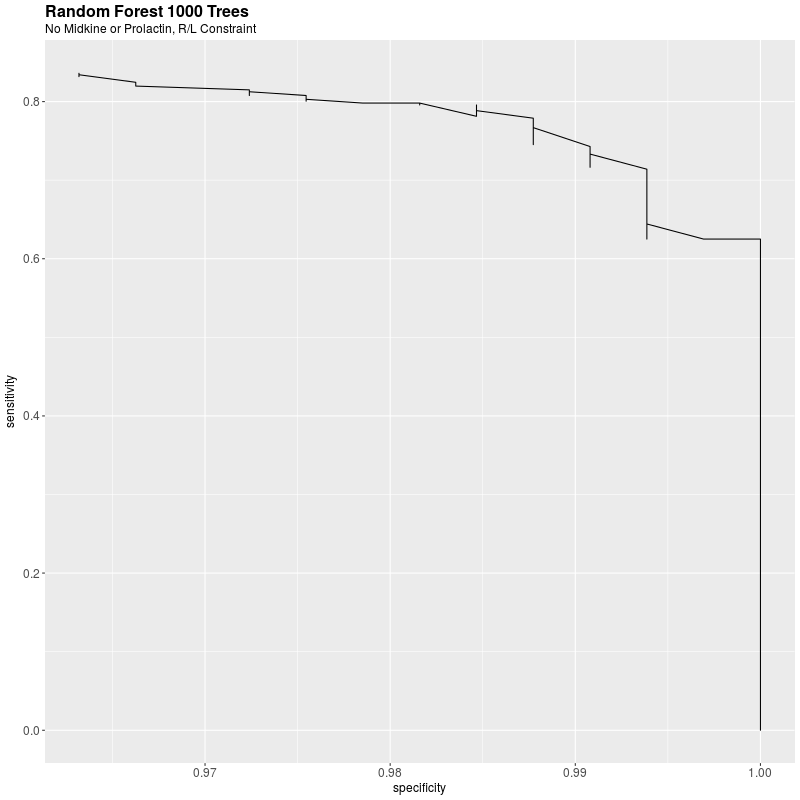 Random Forest 1000 Trees
No Midkine or Prolactin, R/L Constraint
sensitivity
0.8
0.6
0.4
0.2
0.0
0.97 0.98 0.99 1.00
specificity